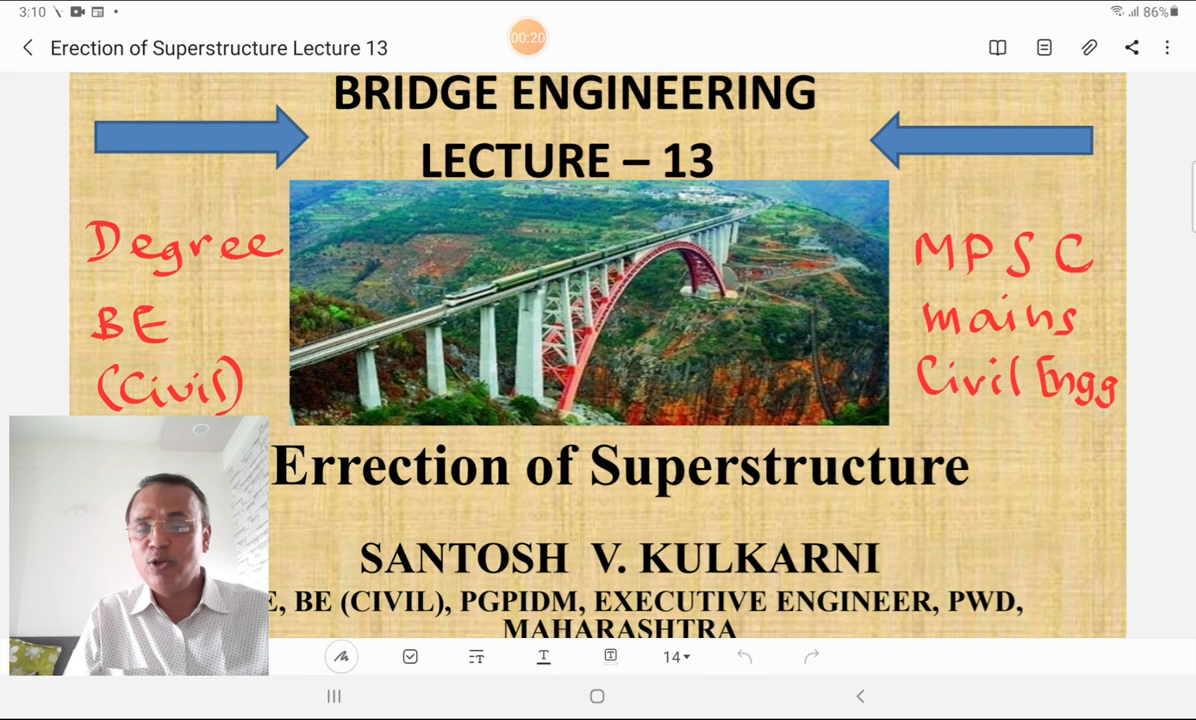 3:10
86%
Erection of Superstructure Lecture 13
00:20
BRIDGE ENGINEERING
LECTURE – 13
Degree
BE
(Civil)
MPSC
mains
Civil Engg
Errection of Superstructure
SANTOSH V. KULKARNI
E, BE (CIVIL), PGPIDM, EXECUTIVE ENGINEER, PWD,
MAHARASHTRA
14